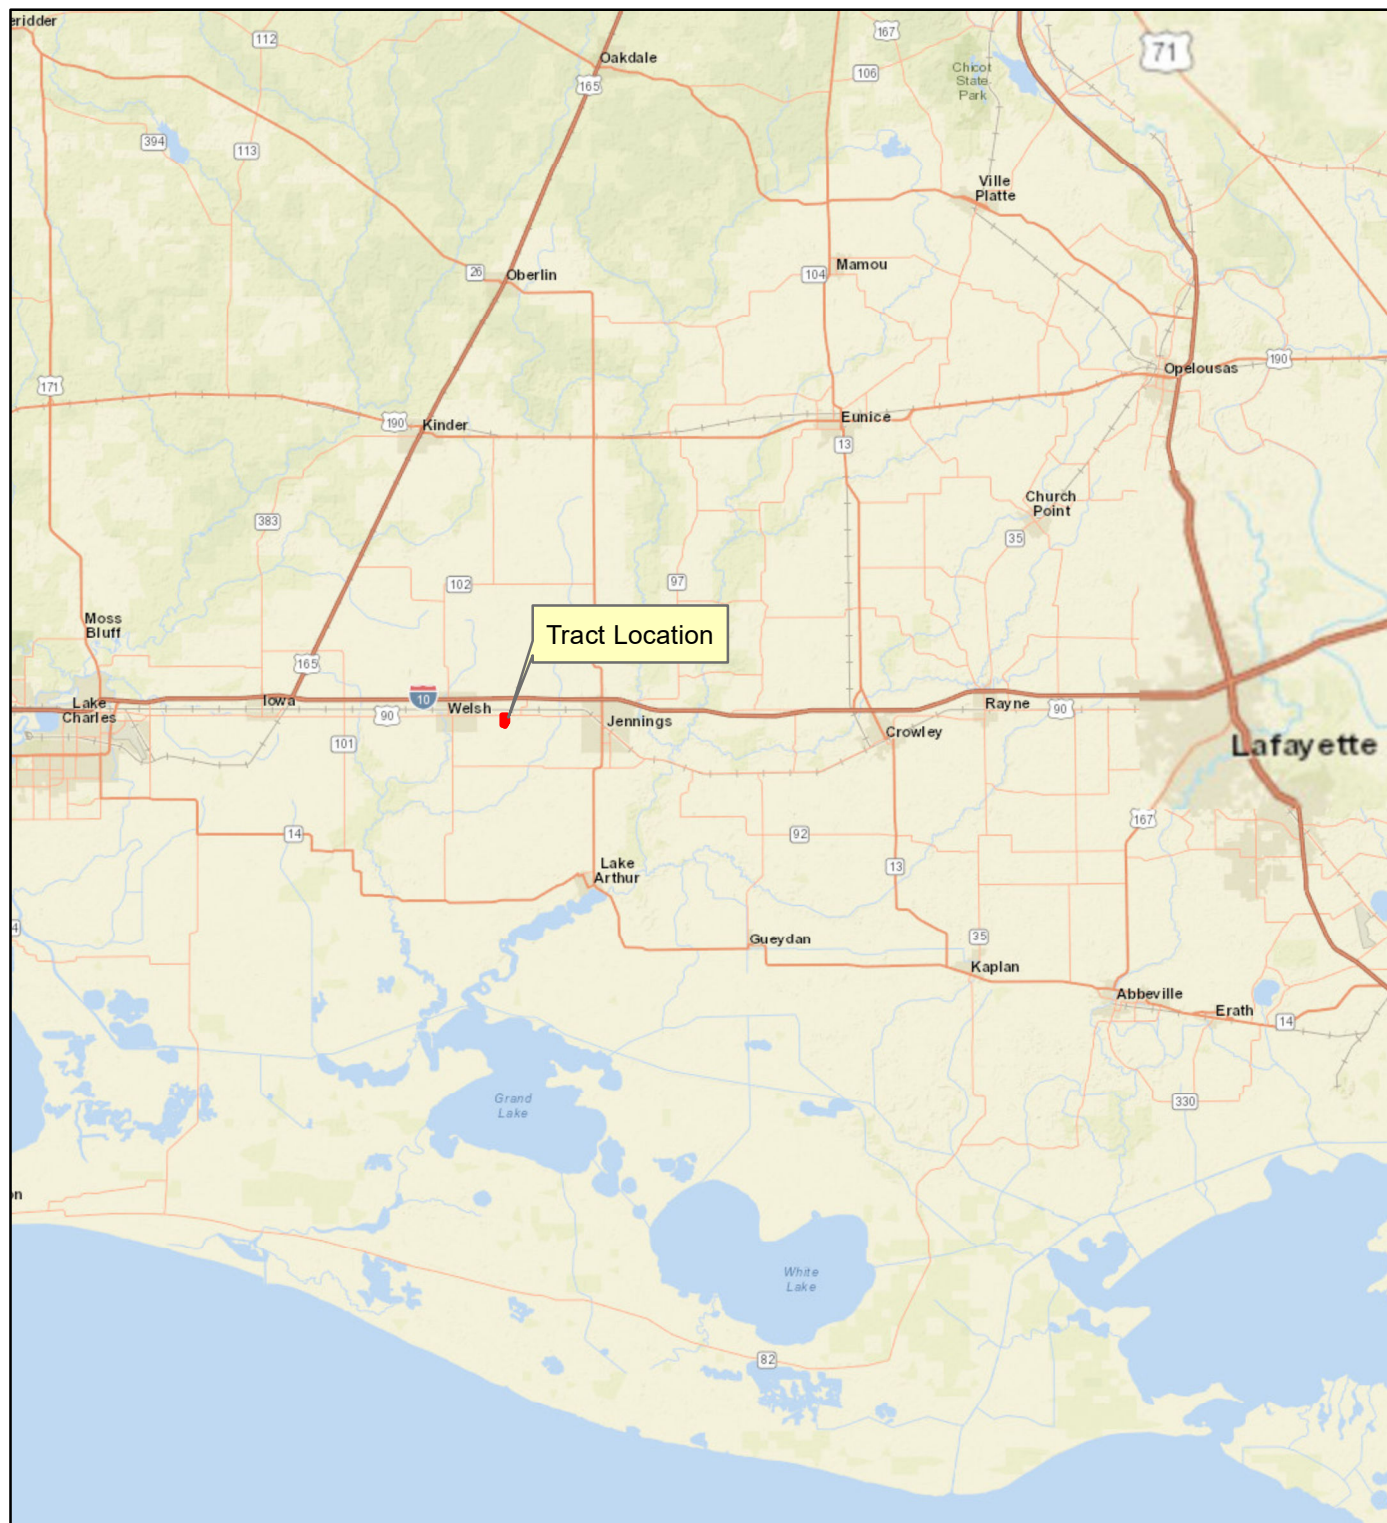 eridder
112
Oakdale
165
167
71
Chicot
State
Park
106
394
113
Ville
Platte
26
Oberlin
104
Mamou
171
190
Kinder
Eunice
13
Opelousas
190
Church
Point
35
383
102
97
Moss
Bluff
Tract Location
165
Lake
Charles
Iowa
10
90
Welsh
Jennings
101
Rayne
90
Crowley
Lafayette
14
92
167
13
Lake
Arthur
4
Gueydan
35
Kaplan
Abbeville
Erath
14
Grand
Lake
330
on
White
Lake
82